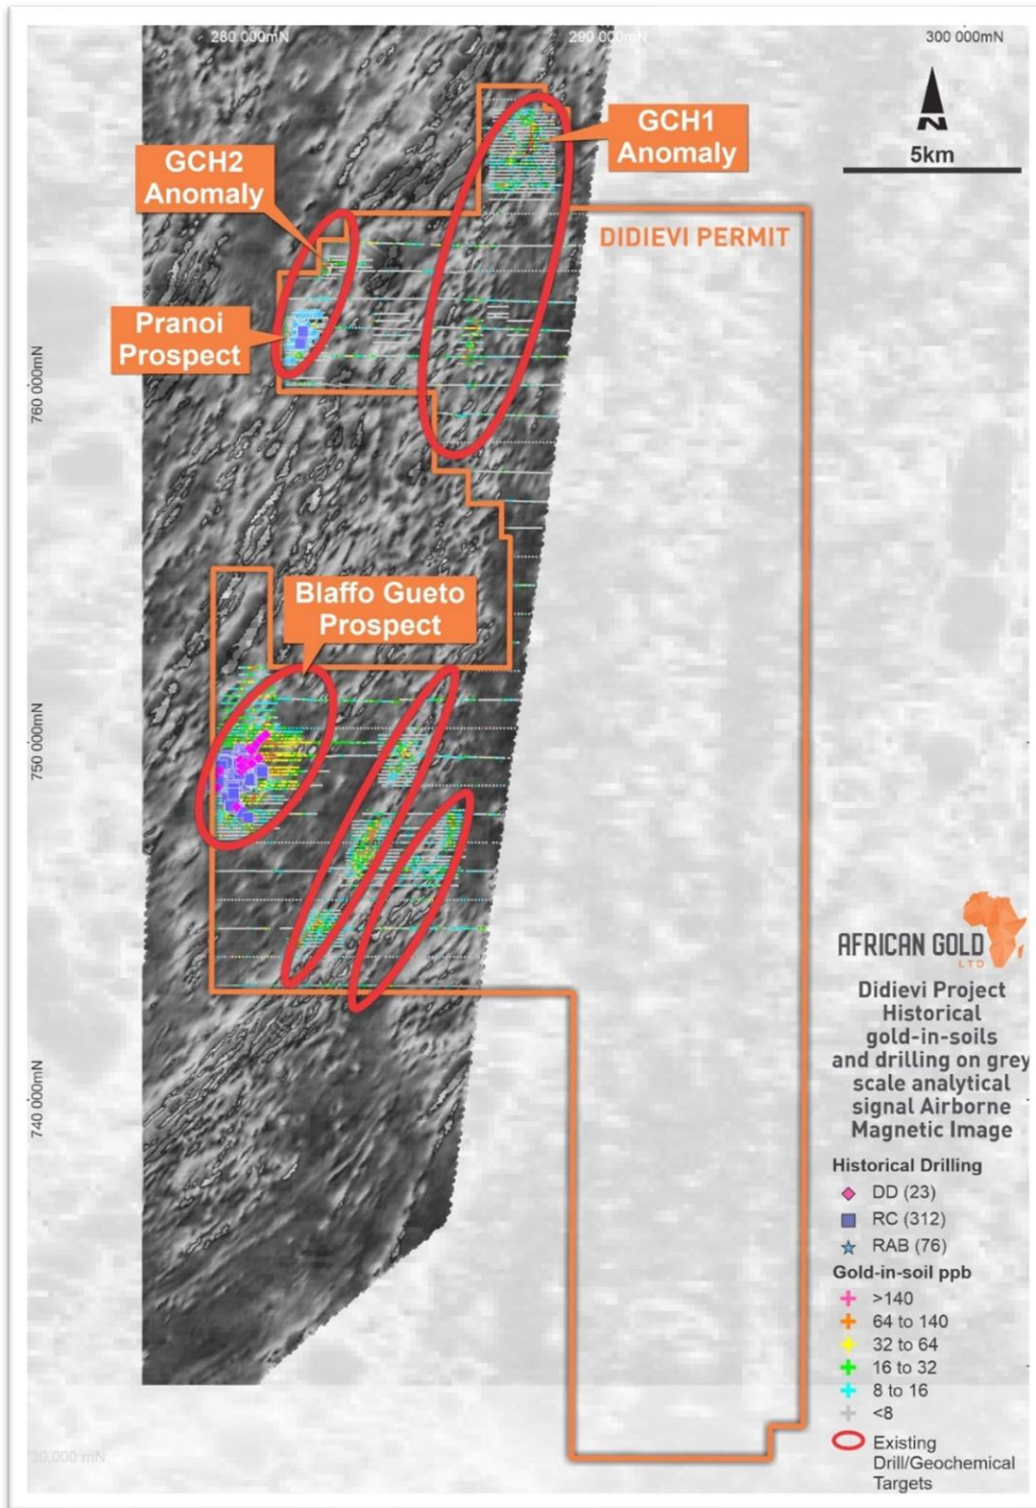 280 000mN
290 000mN
300 000mN
GCH1
Anomaly
5km
GCH2
Anomaly
DIDIEVI PERMIT
Pranoi
Prospect
760 000mN
Blaffo Gueto
Prospect
750 000mN
740 000mN
AFRICAN GOLD
LTD
Didievi Project
Historical
gold-in-soils
and drilling on grey
scale analytical
signal Airborne
Magnetic Image
Historical Drilling
DD (23)
RC (312)
RAB (76)
Gold-in-soil ppb
>140
64 to 140
32 to 64
16 to 32
8 to 16
<8
Existing
Drill/Geochemical
Targets
730 000 mN